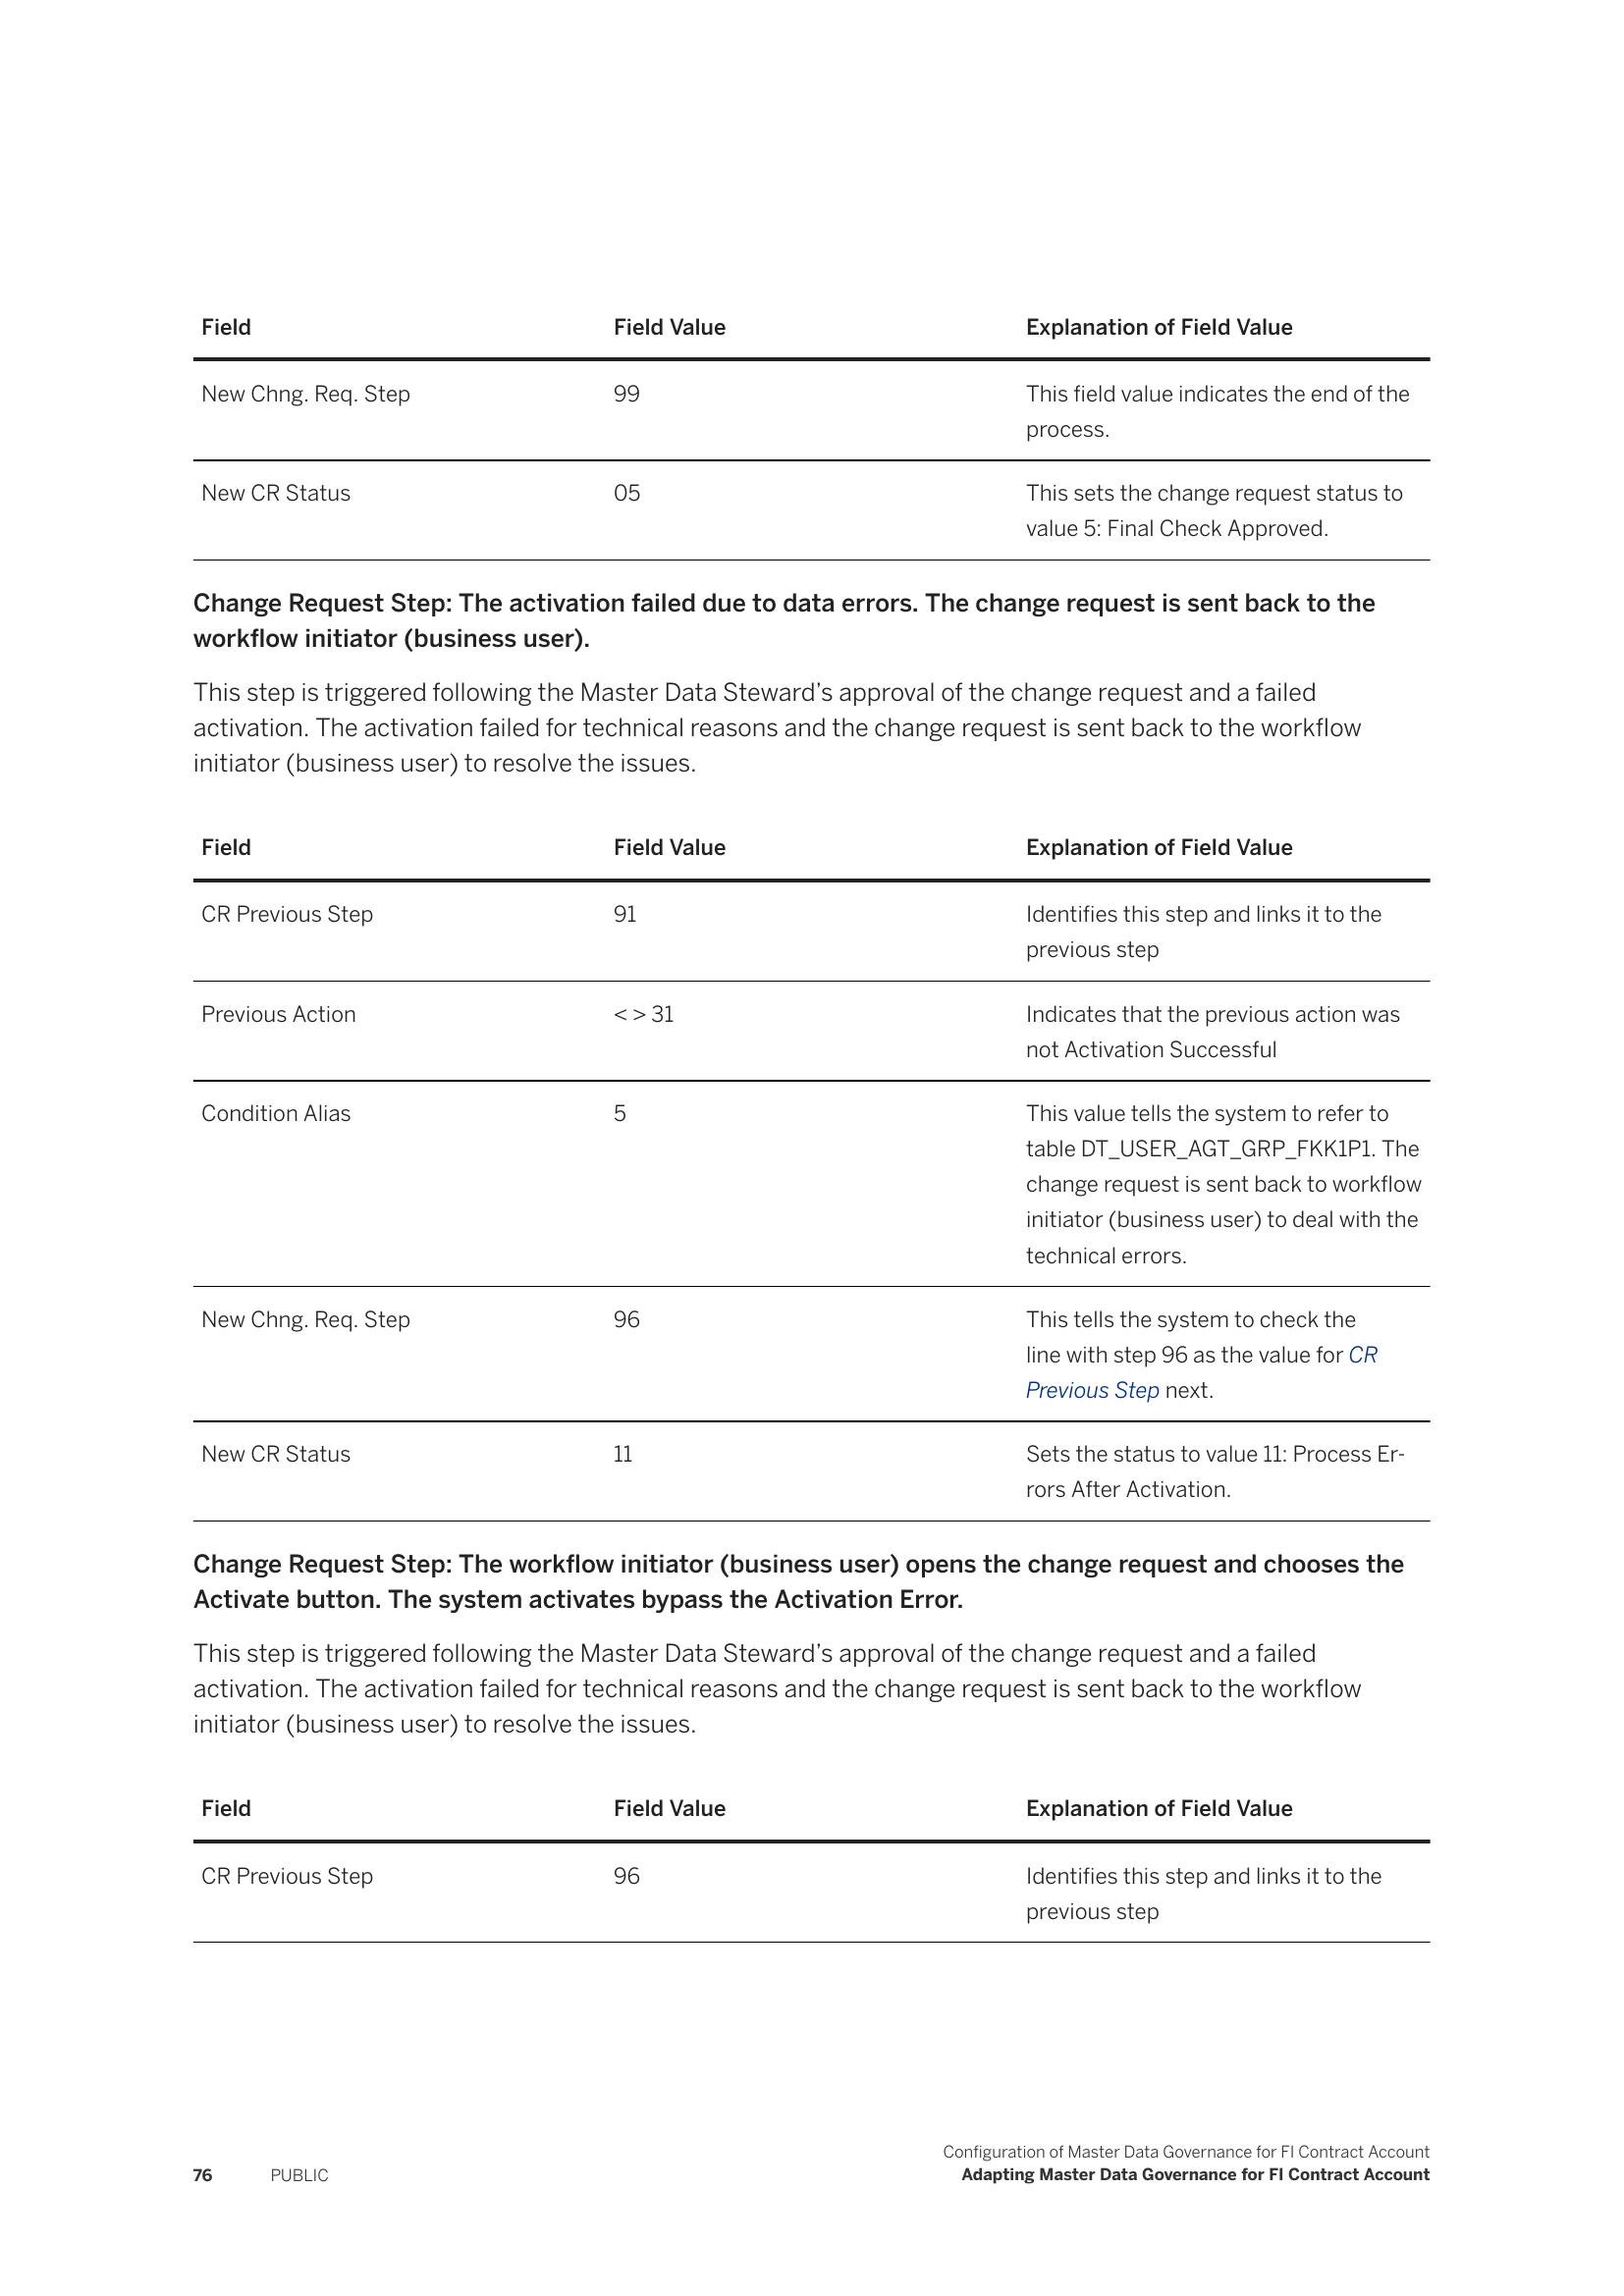 Field Field Value Explanation of Field Value
New Chng. Req. Step 99 This field value indicates the end of the
process.
New CR Status 05 This sets the change request status to
value 5: Final Check Approved.
Change Request Step: The activation failed due to data errors. The change request is sent back to the
workflow initiator (business user).
This step is triggered following the Master Data Steward's approval of the change request and a failed
activation. The activation failed for technical reasons and the change request is sent back to the workflow
initiator (business user) to resolve the issues.
Field Field Value Explanation of Field Value
CR Previous Step 91 Identifies this step and links it to the
previous step
Previous Action < > 31 Indicates that the previous action was
not Activation Successful
Condition Alias 5 This value tells the system to refer to
table DT_USER_AGT_GRP_FKK1P1. The
change request is sent back to workflow
initiator (business user) to deal with the
technical errors.
New Chng. Req. Step 96 This tells the system to check the
line with step 96 as the value for CR
Previous Step next.
New CR Status 11 Sets the status to value 11: Process Er-
rors After Activation.
Change Request Step: The workflow initiator (business user) opens the change request and chooses the
Activate button. The system activates bypass the Activation Error.
This step is triggered following the Master Data Steward's approval of the change request and a failed
activation. The activation failed for technical reasons and the change request is sent back to the workflow
initiator (business user) to resolve the issues.
Field Field Value Explanation of Field Value
CR Previous Step 96 Identifies this step and links it to the
previous step
Configuration of Master Data Governance for FI Contract Account
76 PUBLIC Adapting Master Data Governance for FI Contract Account